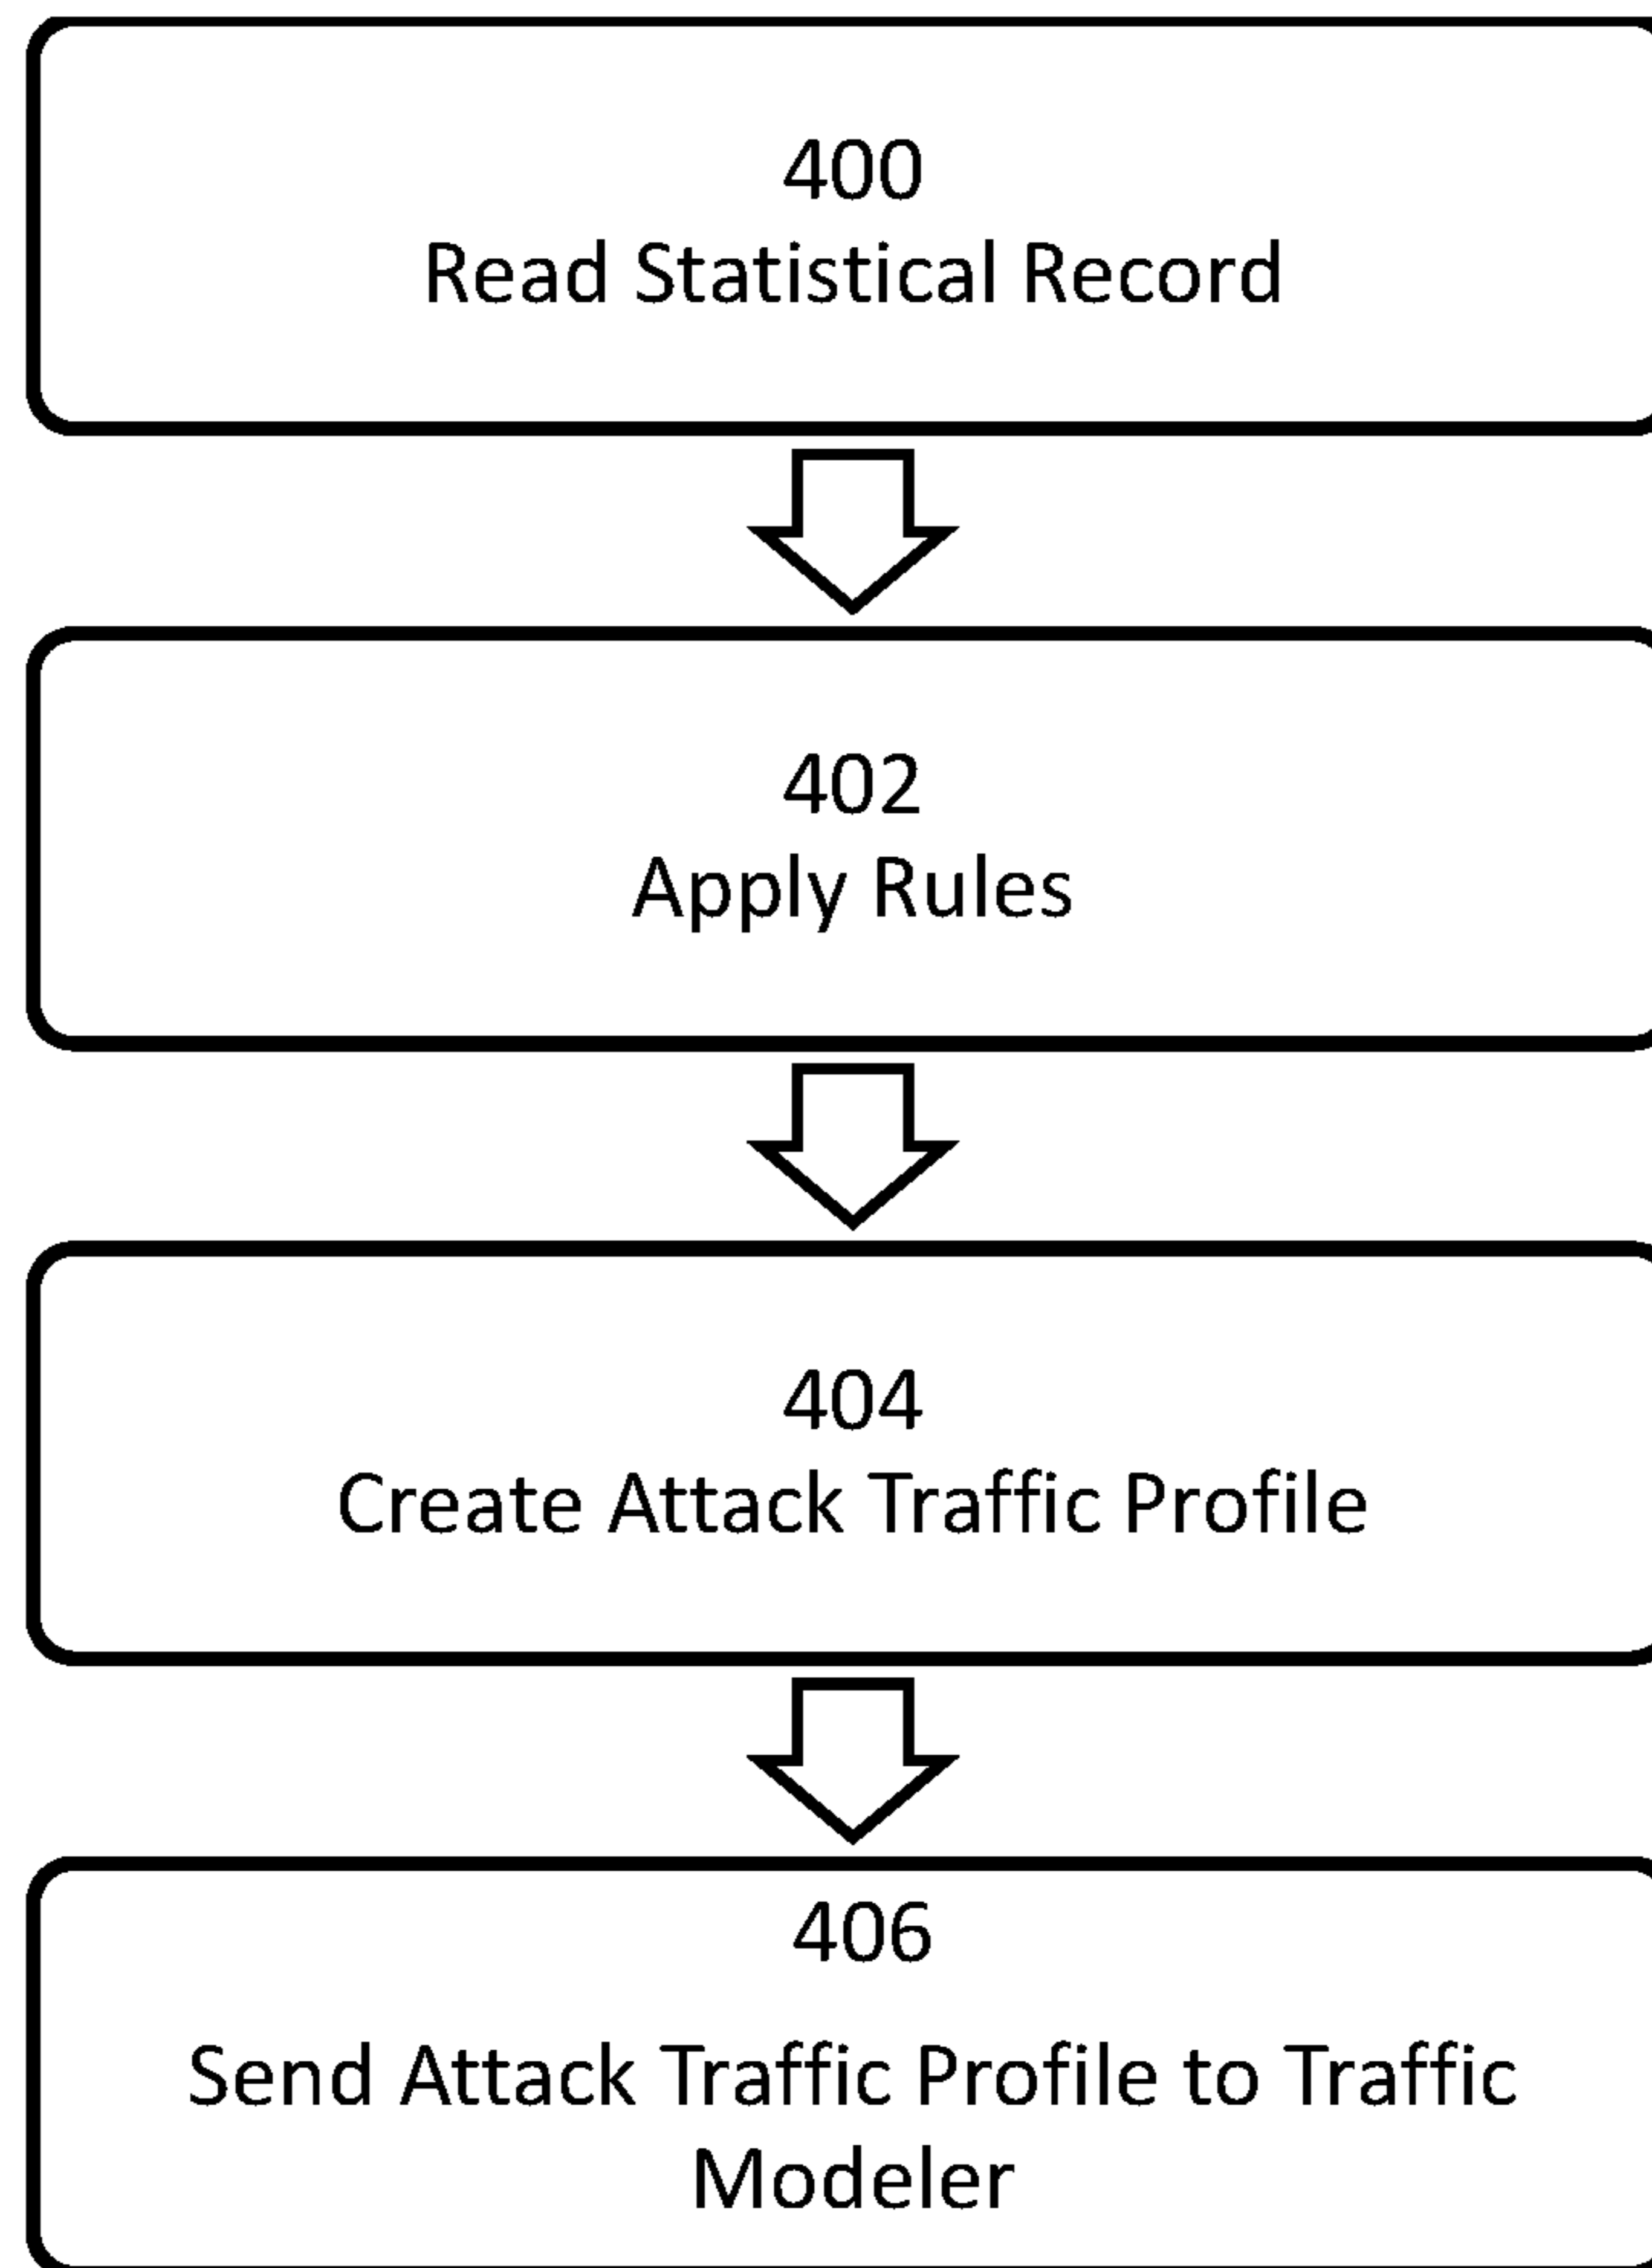 400
Read Statistical Record
402
Apply Rules
404
Create Attack Traffic Profile
406
Send Attack Traffic Profile to Traffic
Modeler